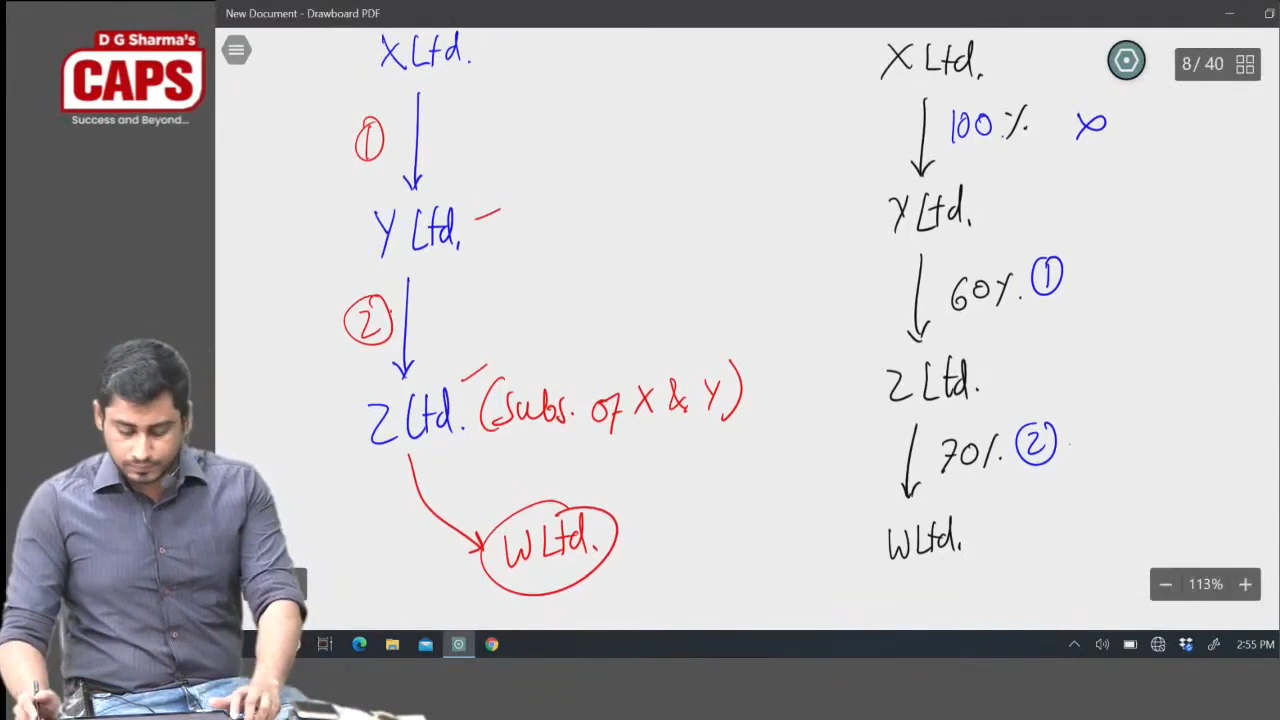 New Document - Drawboard PDF
D G Sharma's
CAPS
Success and Beyond...
8 / 40
X Ltd.
1
Y Ltd.
2
Z Ltd. (Subs. of X & Y)
W Ltd.
X Ltd.
100%
Y Ltd.
60%. 1
Z Ltd.
70%. 2
W Ltd.
113%
2:55 PM